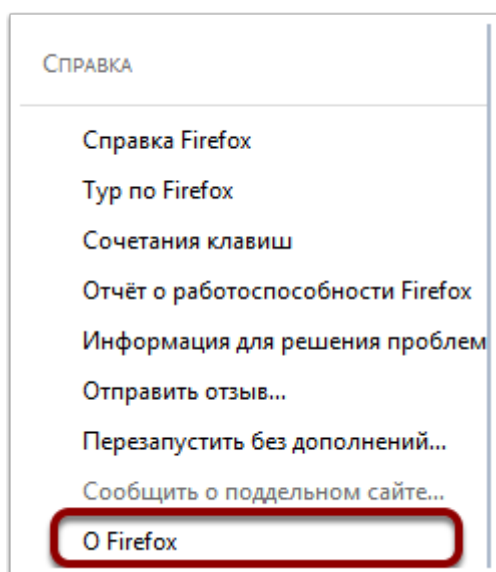 Справка
Справка Firefox
Тур по Firefox
Сочетания клавиш
Отчёт о работоспособности Firefox
Информация для решения проблем
Отправить отзыв...
Перезапустить без дополнений...
Сообщить о поддельном сайте...
О Firefox